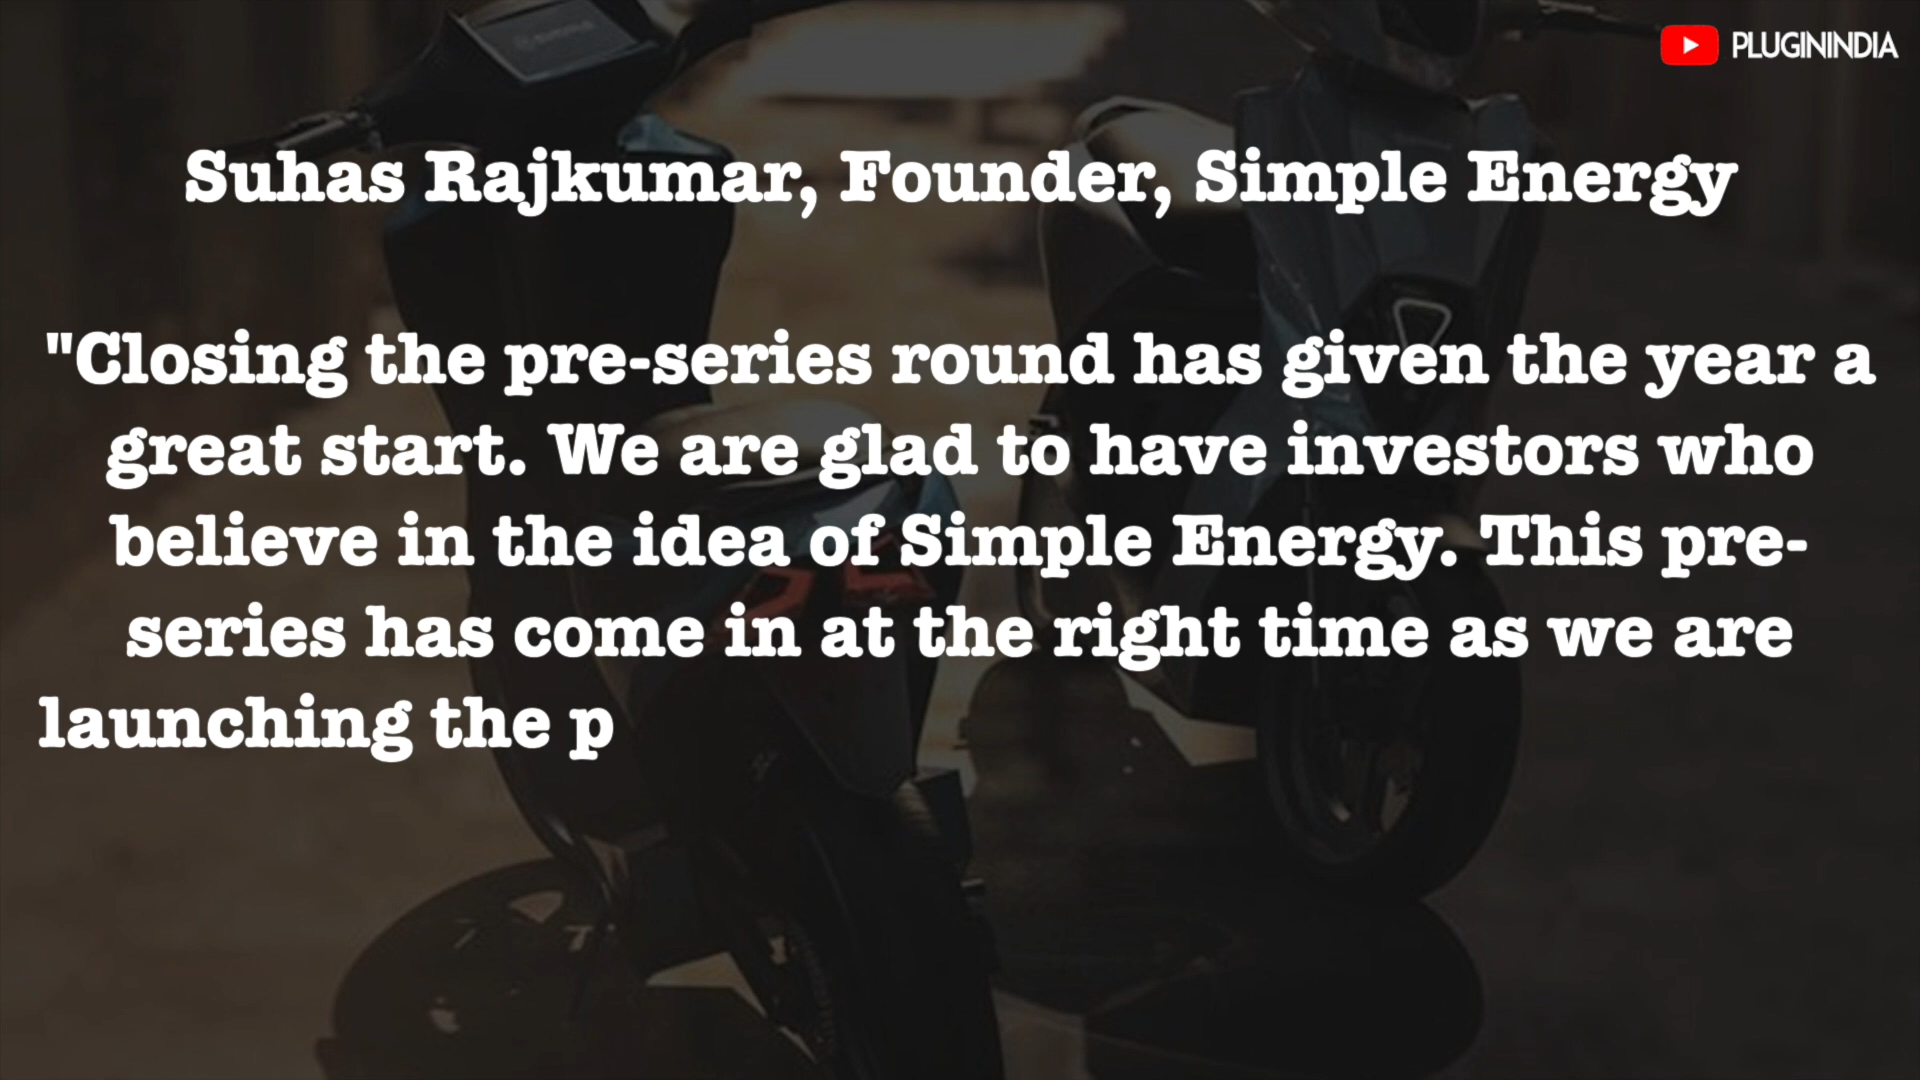 PLUGININDIA
Suhas Rajkumar, Founder, Simple Energy
"Closing the pre-series round has given the year a
great start. We are glad to have investors who
believe in the idea of Simple Energy. This pre-
series has come in at the right time as we are
launching the p